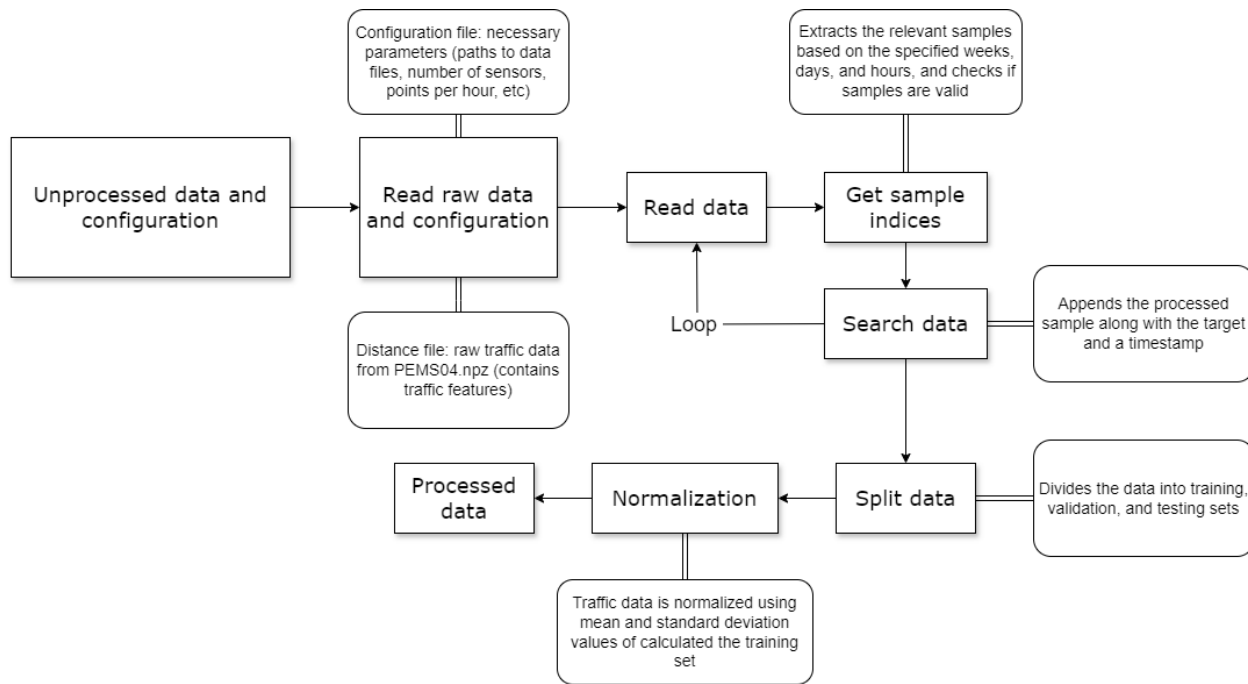 Configuration file: necessary
parameters (paths to data
files, number of sensors,
points per hour, etc)
Extracts the relevant samples
based on the specified weeks,
days, and hours, and checks if
samples are valid
Unprocessed data and
configuration
Read raw data
and configuration
Read data
Get sample
indices
Distance file: raw traffic data
from PEMS04.npz (contains
traffic features)
Loop
Search data
Appends the processed
sample along with the target
and a timestamp
Processed
data
Normalization
Split data
Divides the data into training,
validation, and testing sets
Traffic data is normalized using
mean and standard deviation
values of calculated the training
set